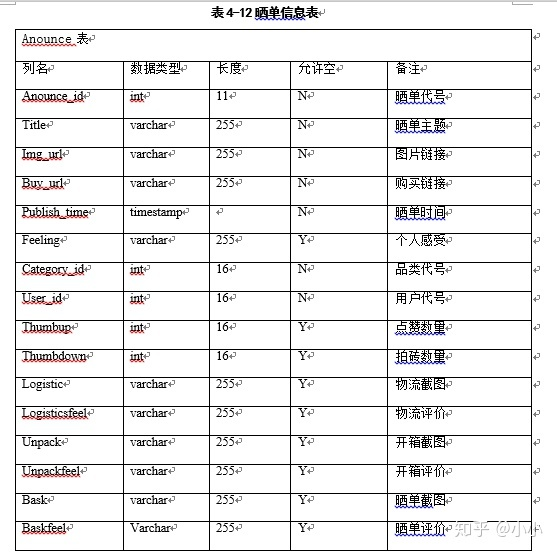 表 4-12 晒单信息表
Anounce 表
列名 数据类型 长度 允许空 备注
Anounce_id int 11 N 晒单代号
Title varchar 255 N 晒单主题
Img_url varchar 255 N 图片链接
Buy_url varchar 255 N 购买链接
Publish_time timestamp N 晒单时间
Feeling varchar 255 Y 个人感受
Category_id int 16 N 品类代号
User_id int 16 N 用户代号
Thumbup int 16 Y 点赞数量
Thumbdown int 16 Y 拍砖数量
Logistic varchar 255 Y 物流截图
Logisticsfeel varchar 255 Y 物流评价
Unpack varchar 255 Y 开箱截图
Unpackfeel varchar 255 Y 开箱评价
Bask varchar 255 Y 晒单截图
Baskfeel Varchar 255 Y 晒单评价
知乎